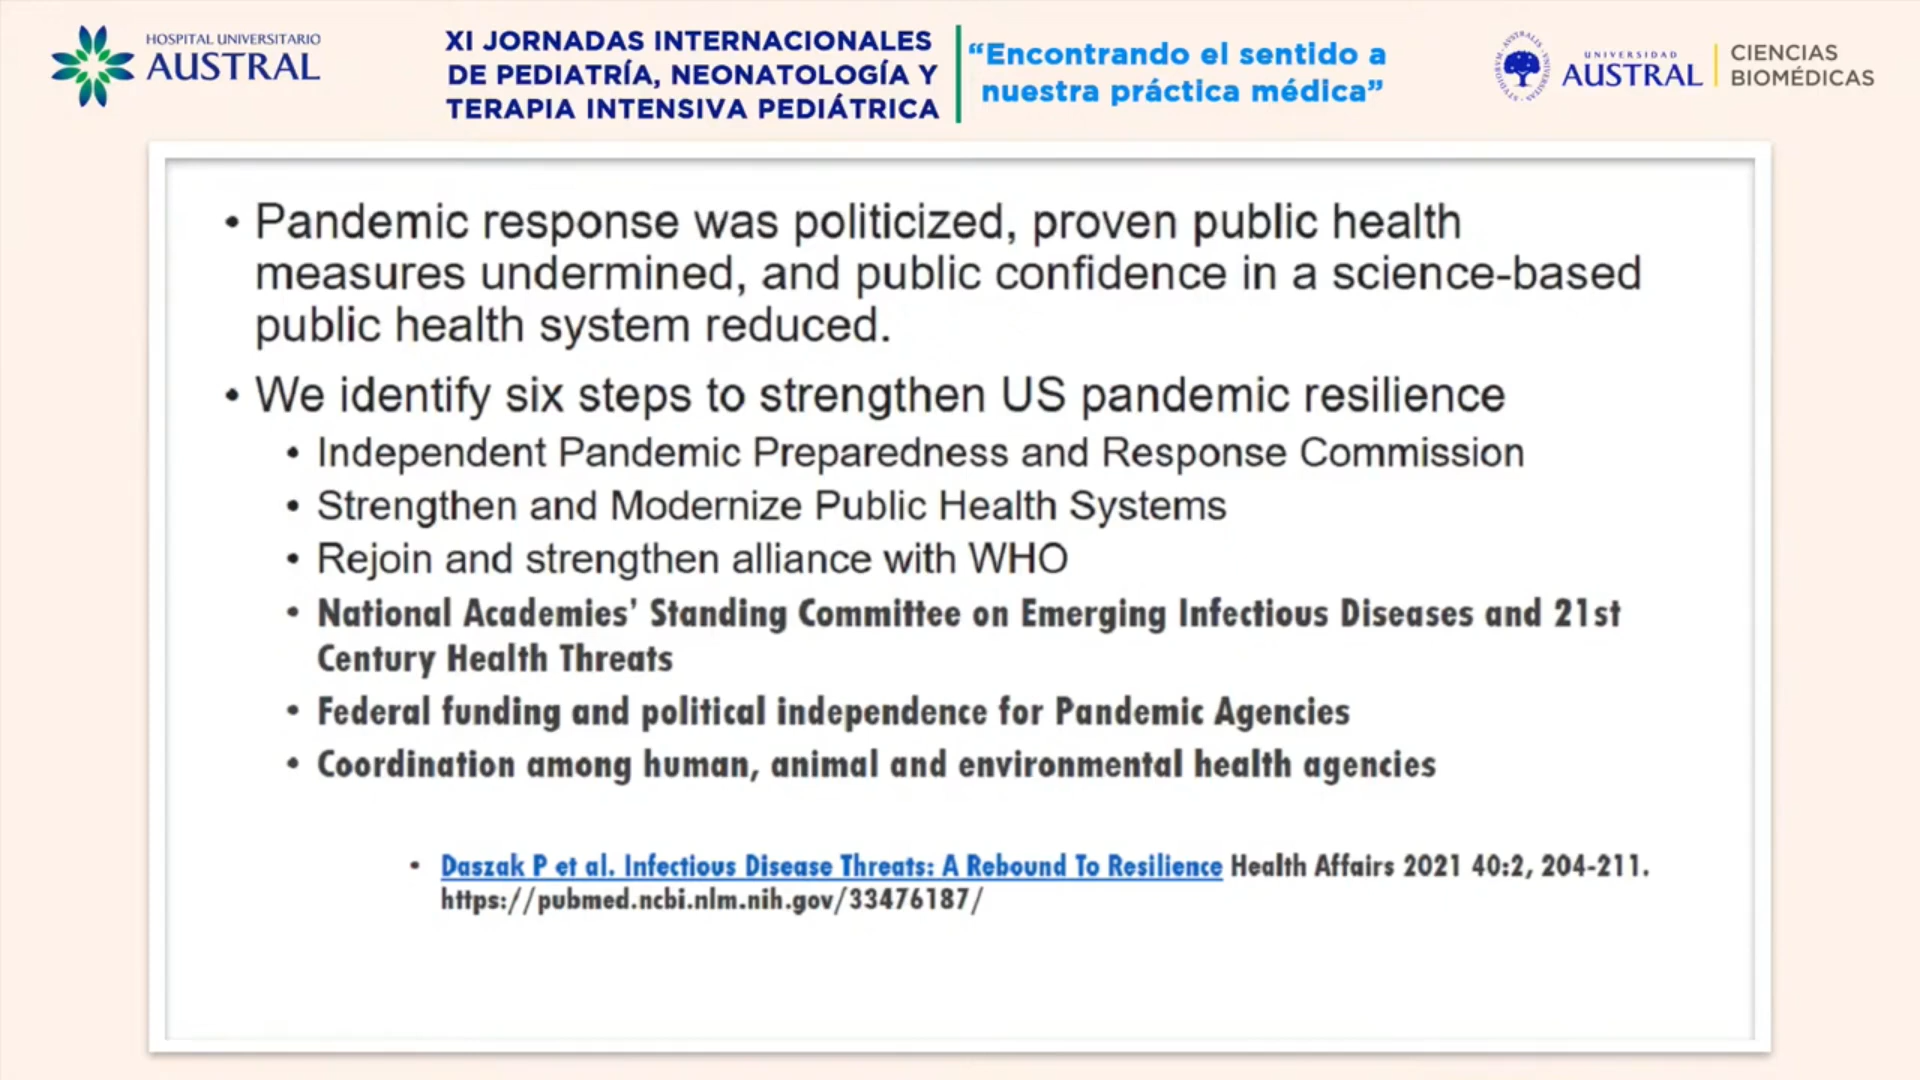 HOSPITAL UNIVERSITARIO
AUSTRAL
XI JORNADAS INTERNACIONALES
DE PEDIATRÍA, NEONATOLOGÍA Y
TERAPIA INTENSIVA PEDIÁTRICA
“Encontrando el sentido a
nuestra práctica médica”
UNIVERSIDAD
AUSTRAL
CIENCIAS
BIOMÉDICAS
• Pandemic response was politicized, proven public health
measures undermined, and public confidence in a science-based
public health system reduced.
• We identify six steps to strengthen US pandemic resilience
• Independent Pandemic Preparedness and Response Commission
• Strengthen and Modernize Public Health Systems
• Rejoin and strengthen alliance with WHO
• National Academies’ Standing Committee on Emerging Infectious Diseases and 21st
Century Health Threats
• Federal funding and political independence for Pandemic Agencies
• Coordination among human, animal and environmental health agencies
• Daszak P et al. Infectious Disease Threats: A Rebound To Resilience Health Affairs 2021 40:2, 204-211.
https://pubmed.ncbi.nlm.nih.gov/33476187/